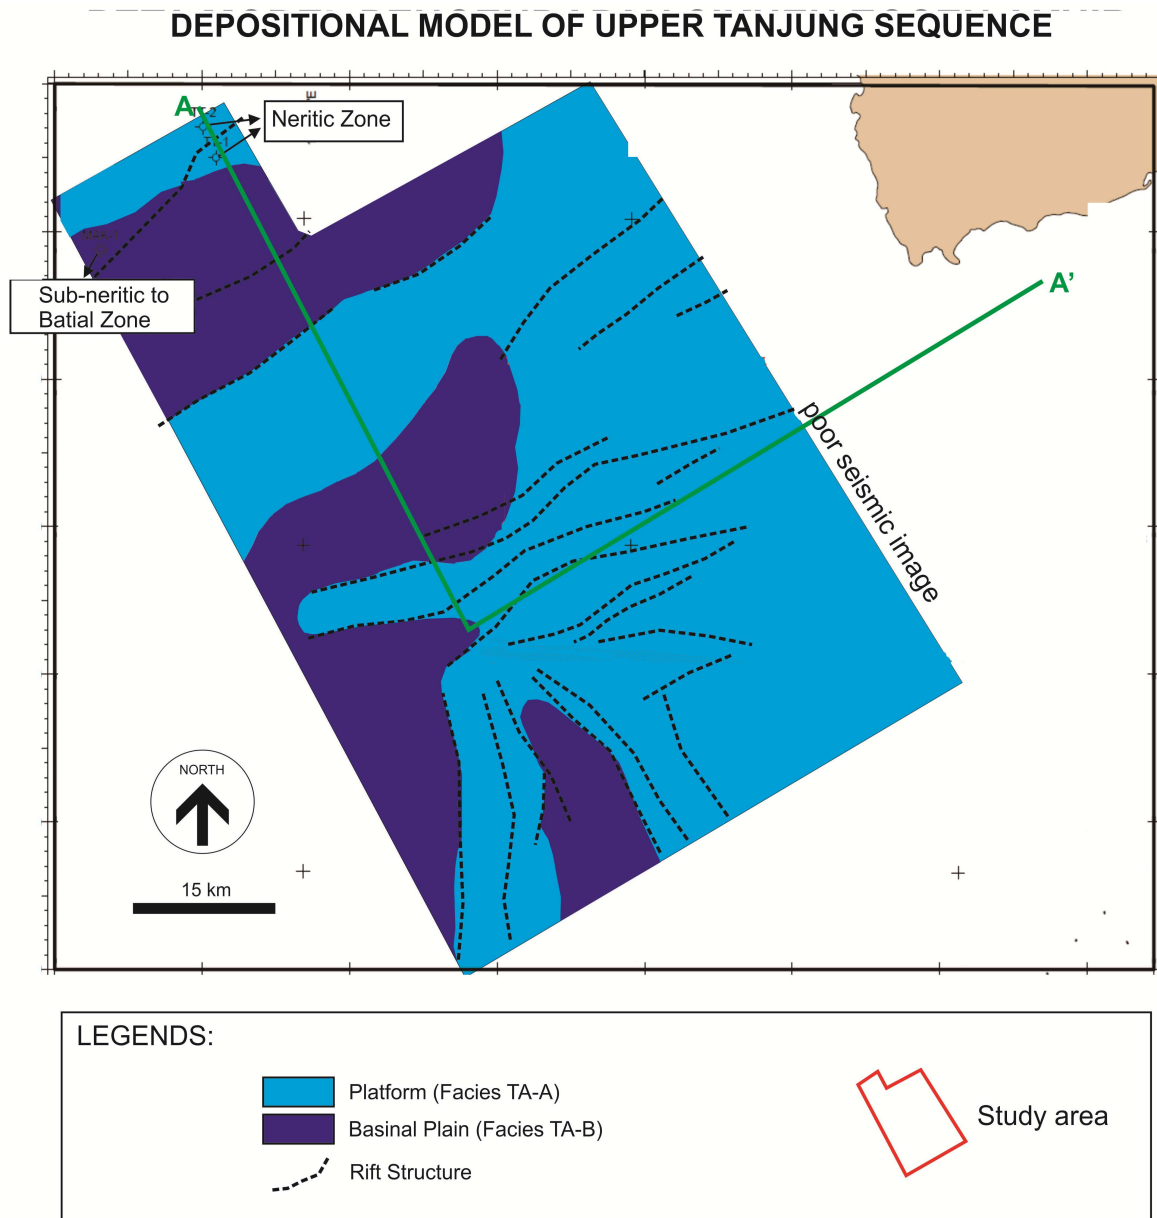 DEPOSITIONAL MODEL OF UPPER TANJUNG SEQUENCE
A
Neritic Zone
E
Sub-neritic to
Batial Zone
A’
poor seismic image
NORTH
15 km
LEGENDS:
Platform (Facies TA-A)
Basinal Plain (Facies TA-B)
Rift Structure
Study area